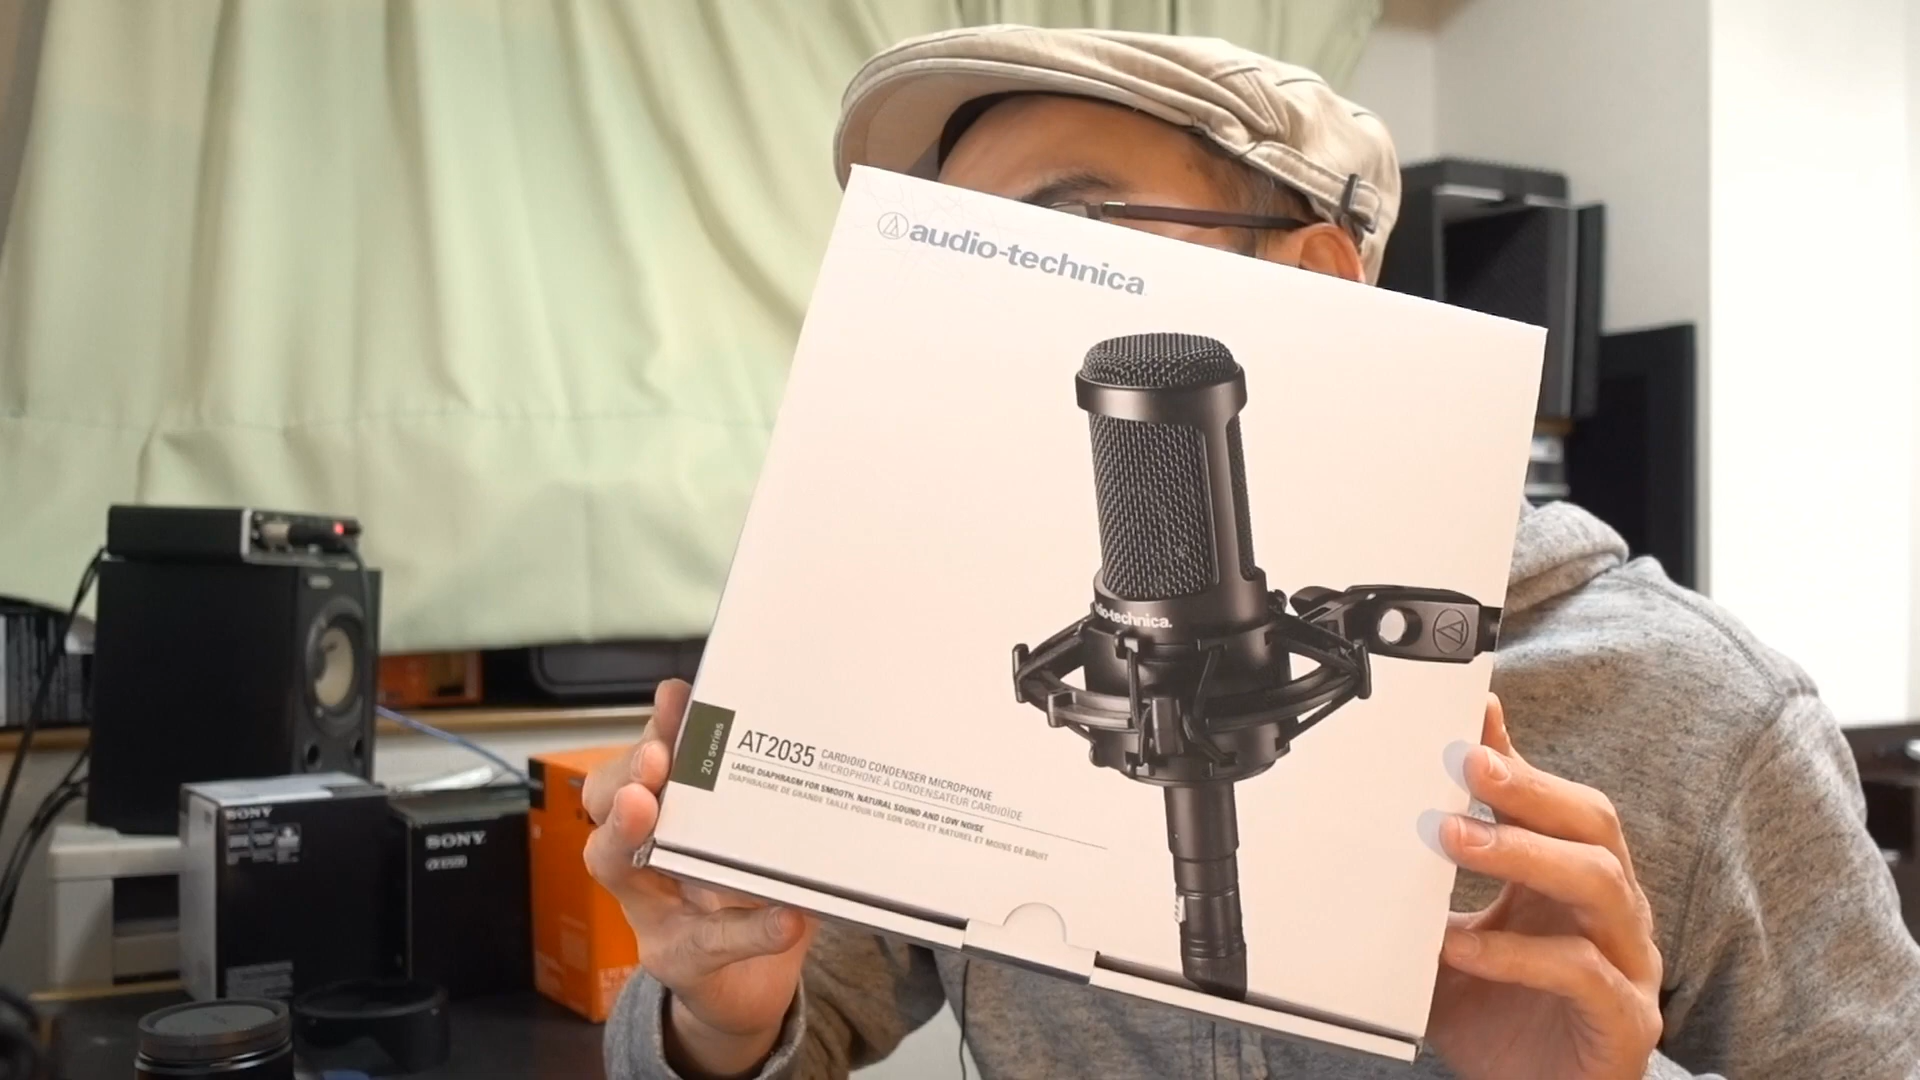 audio-technica
audio-technica.
20 series
AT2035 CARDIOID CONDENSER MICROPHONE
MICROPHONE À CONDENSATEUR CARDIOÏDE
LARGE DIAPHRAGM FOR SMOOTH, NATURAL SOUND AND LOW NOISE
DIAPHRAGME DE GRANDE TAILLE POUR UN SON DOUX ET NATUREL ET MOINS DE BRUIT
SONY
SONY